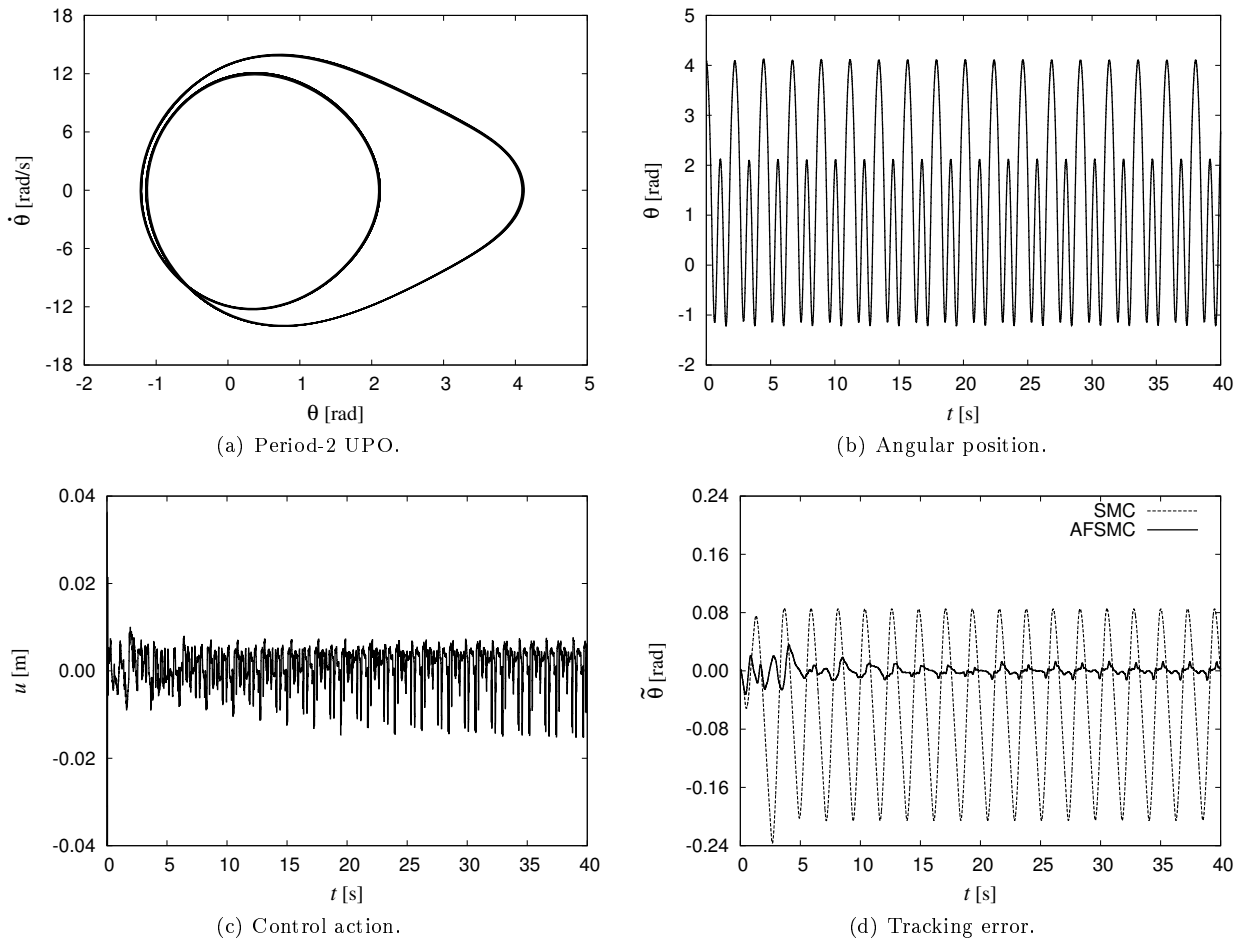 18
12
6
0
-6
-12
-18
-2 -1 0 1 2 3 4 5
θ̇ [rad/s]
θ [rad]
(a) Period-2 UPO.
5
4
3
2
1
0
-1
-2
0 5 10 15 20 25 30 35 40
θ [rad]
t [s]
(b) Angular position.
0.04
0.02
0.00
-0.02
-0.04
0 5 10 15 20 25 30 35 40
u [m]
t [s]
(c) Control action.
0.24
0.16
0.08
0.00
-0.08
-0.16
-0.24
0 5 10 15 20 25 30 35 40
θ̃ [rad]
t [s]
SMC
AFSMC
(d) Tracking error.